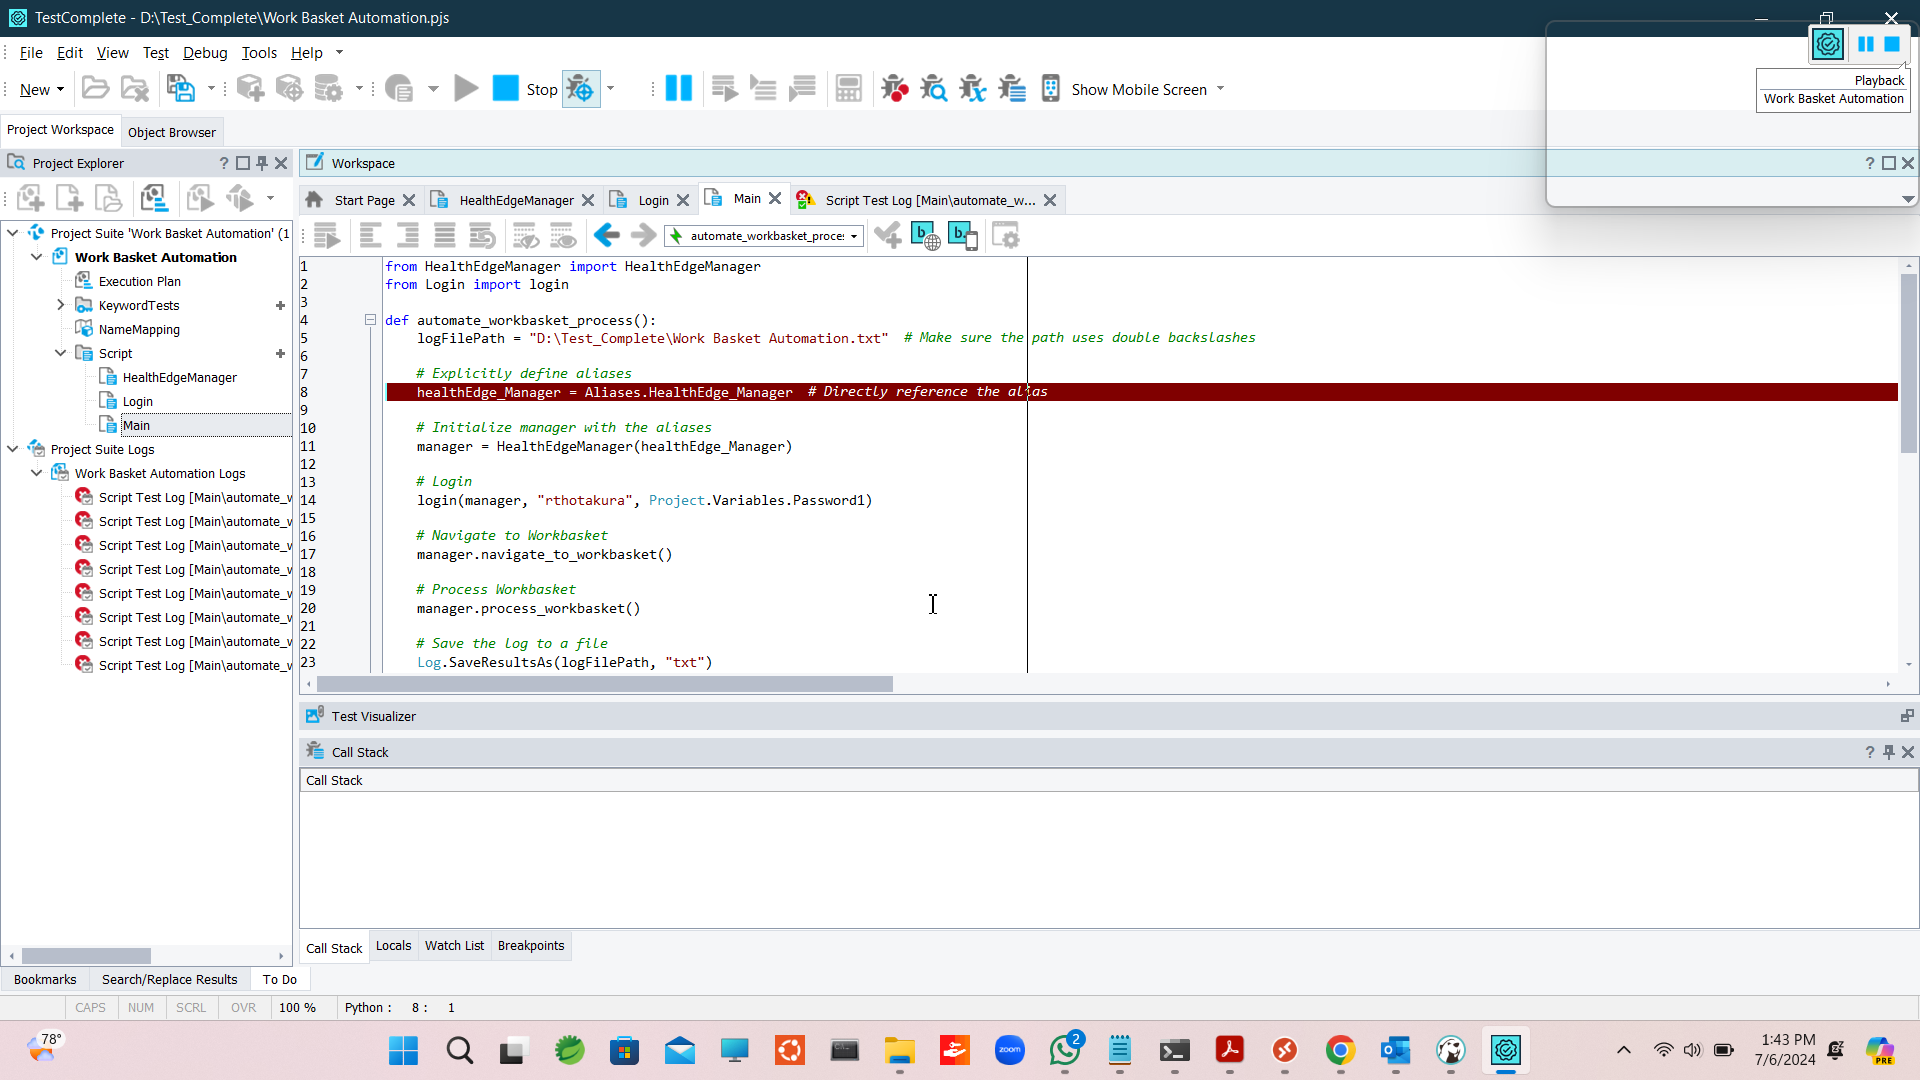 TestComplete - D:\Test_Complete\Work Basket Automation.pjs
File Edit View Test Debug Tools Help
New Stop Show Mobile Screen
Playback
Work Basket Automation
Project Workspace Object Browser
Project Explorer ?
Workspace ?
Start Page HealthEdgeManager Login Main Script Test Log [Main\automate_w...
automate_workbasket_proces
Project Suite 'Work Basket Automation' (1
Work Basket Automation
Execution Plan
KeywordTests
NameMapping
Script
HealthEdgeManager
Login
Main
Project Suite Logs
Work Basket Automation Logs
Script Test Log [Main\automate_w
Script Test Log [Main\automate_w
Script Test Log [Main\automate_w
Script Test Log [Main\automate_w
Script Test Log [Main\automate_w
Script Test Log [Main\automate_w
Script Test Log [Main\automate_w
Script Test Log [Main\automate_w
1 from HealthEdgeManager import HealthEdgeManager
2 from Login import login
3
4 def automate_workbasket_process():
5 logFilePath = "D:\Test_Complete\Work Basket Automation.txt" # Make sure the path uses double backslashes
6
7 # Explicitly define aliases
8 healthEdge_Manager = Aliases.HealthEdge_Manager # Directly reference the alias
9
10 # Initialize manager with the aliases
11 manager = HealthEdgeManager(healthEdge_Manager)
12
13 # Login
14 login(manager, "rthotakura", Project.Variables.Password1)
15
16 # Navigate to Workbasket
17 manager.navigate_to_workbasket()
18
19 # Process Workbasket
20 manager.process_workbasket()
21
22 # Save the log to a file
23 Log.SaveResultsAs(logFilePath, "txt")
Test Visualizer
Call Stack ?
Call Stack
Call Stack Locals Watch List Breakpoints
Bookmarks Search/Replace Results To Do
CAPS NUM SCRL OVR 100 % Python : 8 : 1
78°
zoom
2
1:43 PM
7/6/2024
PRE